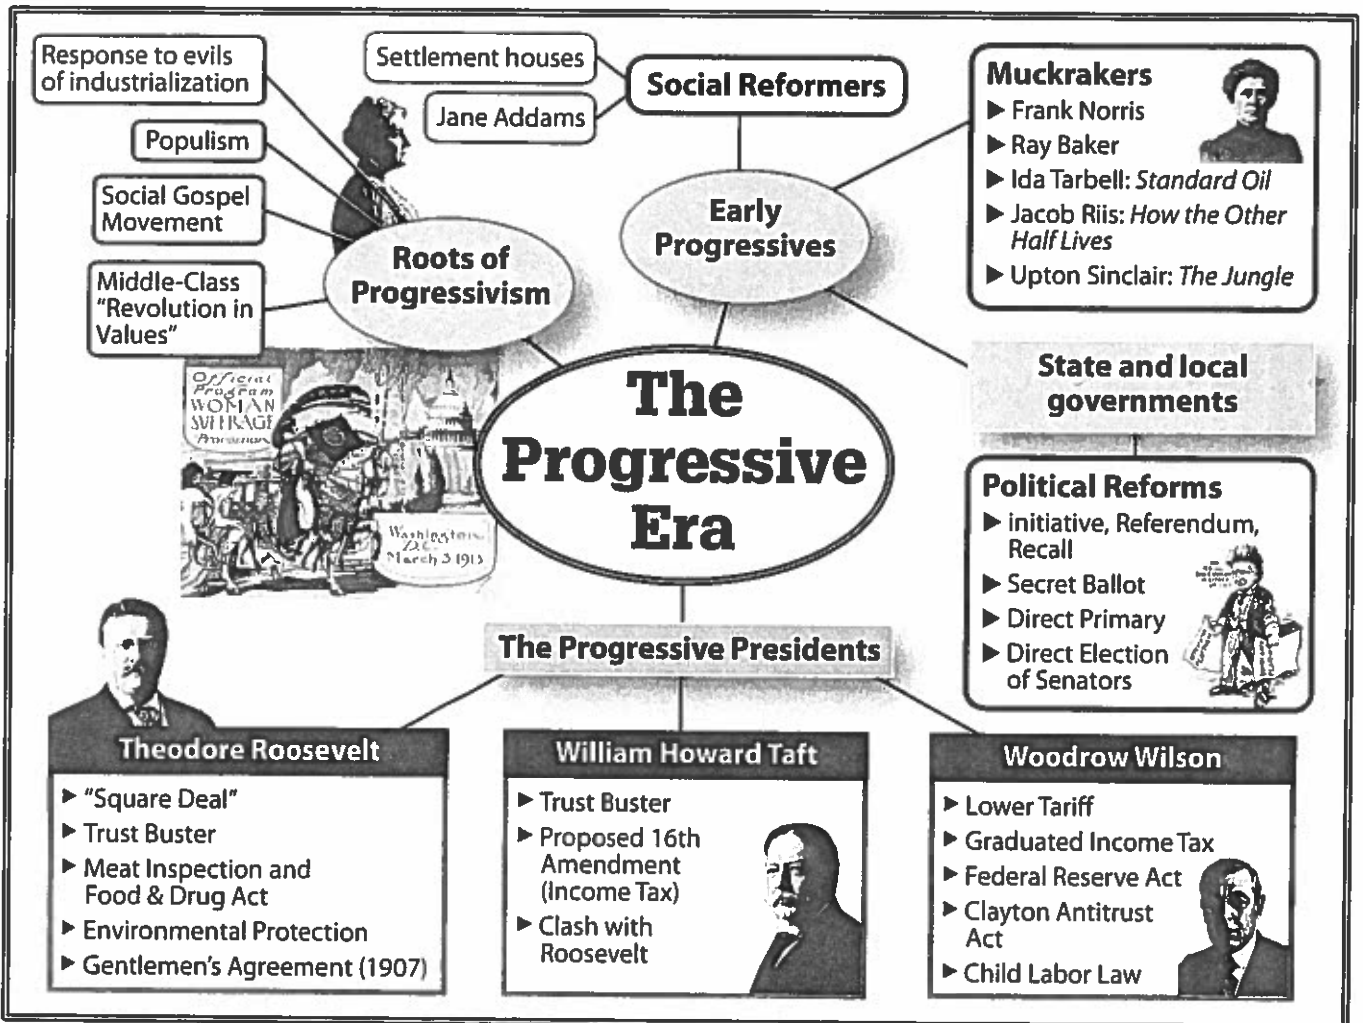 Response to evils
of industrialization
Populism
Social Gospel
Movement
Middle-Class
"Revolution in
Values"
Roots of
Progressivism
Settlement houses
Jane Addams
Social Reformers
Early
Progressives
Muckrakers
▶ Frank Norris
▶ Ray Baker
▶ Ida Tarbell: Standard Oil
▶ Jacob Riis: How the Other
Half Lives
▶ Upton Sinclair: The Jungle
State and local
governments
Political Reforms
▶ initiative, Referendum,
Recall
▶ Secret Ballot
▶ Direct Primary
▶ Direct Election
of Senators
Official
Program
WOMAN
SUFFRAGE
Procession
Washington
D.C.
March 3 1913
The
Progressive
Era
The Progressive Presidents
Theodore Roosevelt
▶ "Square Deal"
▶ Trust Buster
▶ Meat Inspection and
Food & Drug Act
▶ Environmental Protection
▶ Gentlemen's Agreement (1907)
William Howard Taft
▶ Trust Buster
▶ Proposed 16th
Amendment
(Income Tax)
▶ Clash with
Roosevelt
Woodrow Wilson
▶ Lower Tariff
▶ Graduated Income Tax
▶ Federal Reserve Act
▶ Clayton Antitrust
Act
▶ Child Labor Law